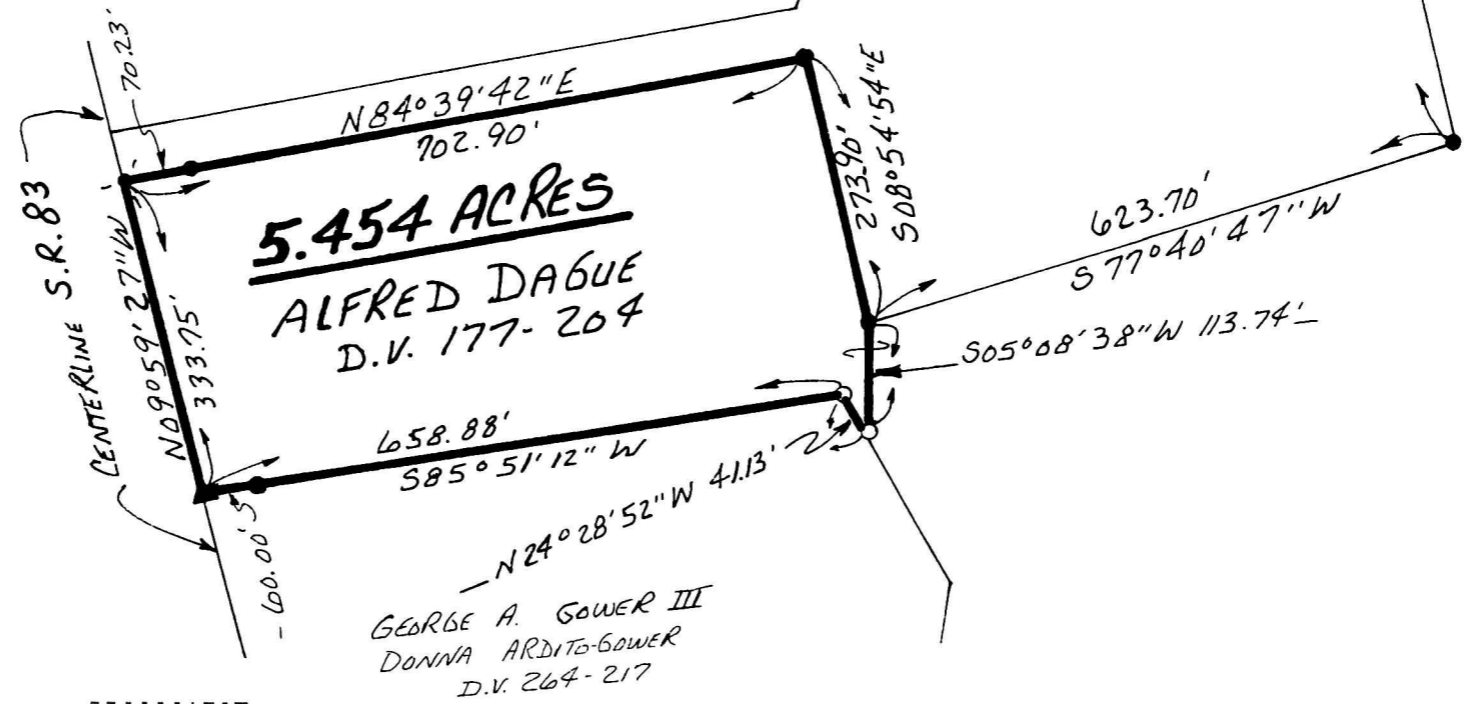 70.23'
N84°39'42"E
702.90'
CENTERLINE S.R.83
N09°59'27"W
333.75'
5.454 ACRES
ALFRED DAGUE
D.V. 177-204
273.90'
S08°54'54"E
623.70'
S 77°40'47"W
S05°08'38"W 113.74'
658.88'
S85°51'12"W
60.00'
N24°28'52"W 41.13'
GEORGE A. GOWER III
DONNA ARDITO-GOWER
D.V. 264-217